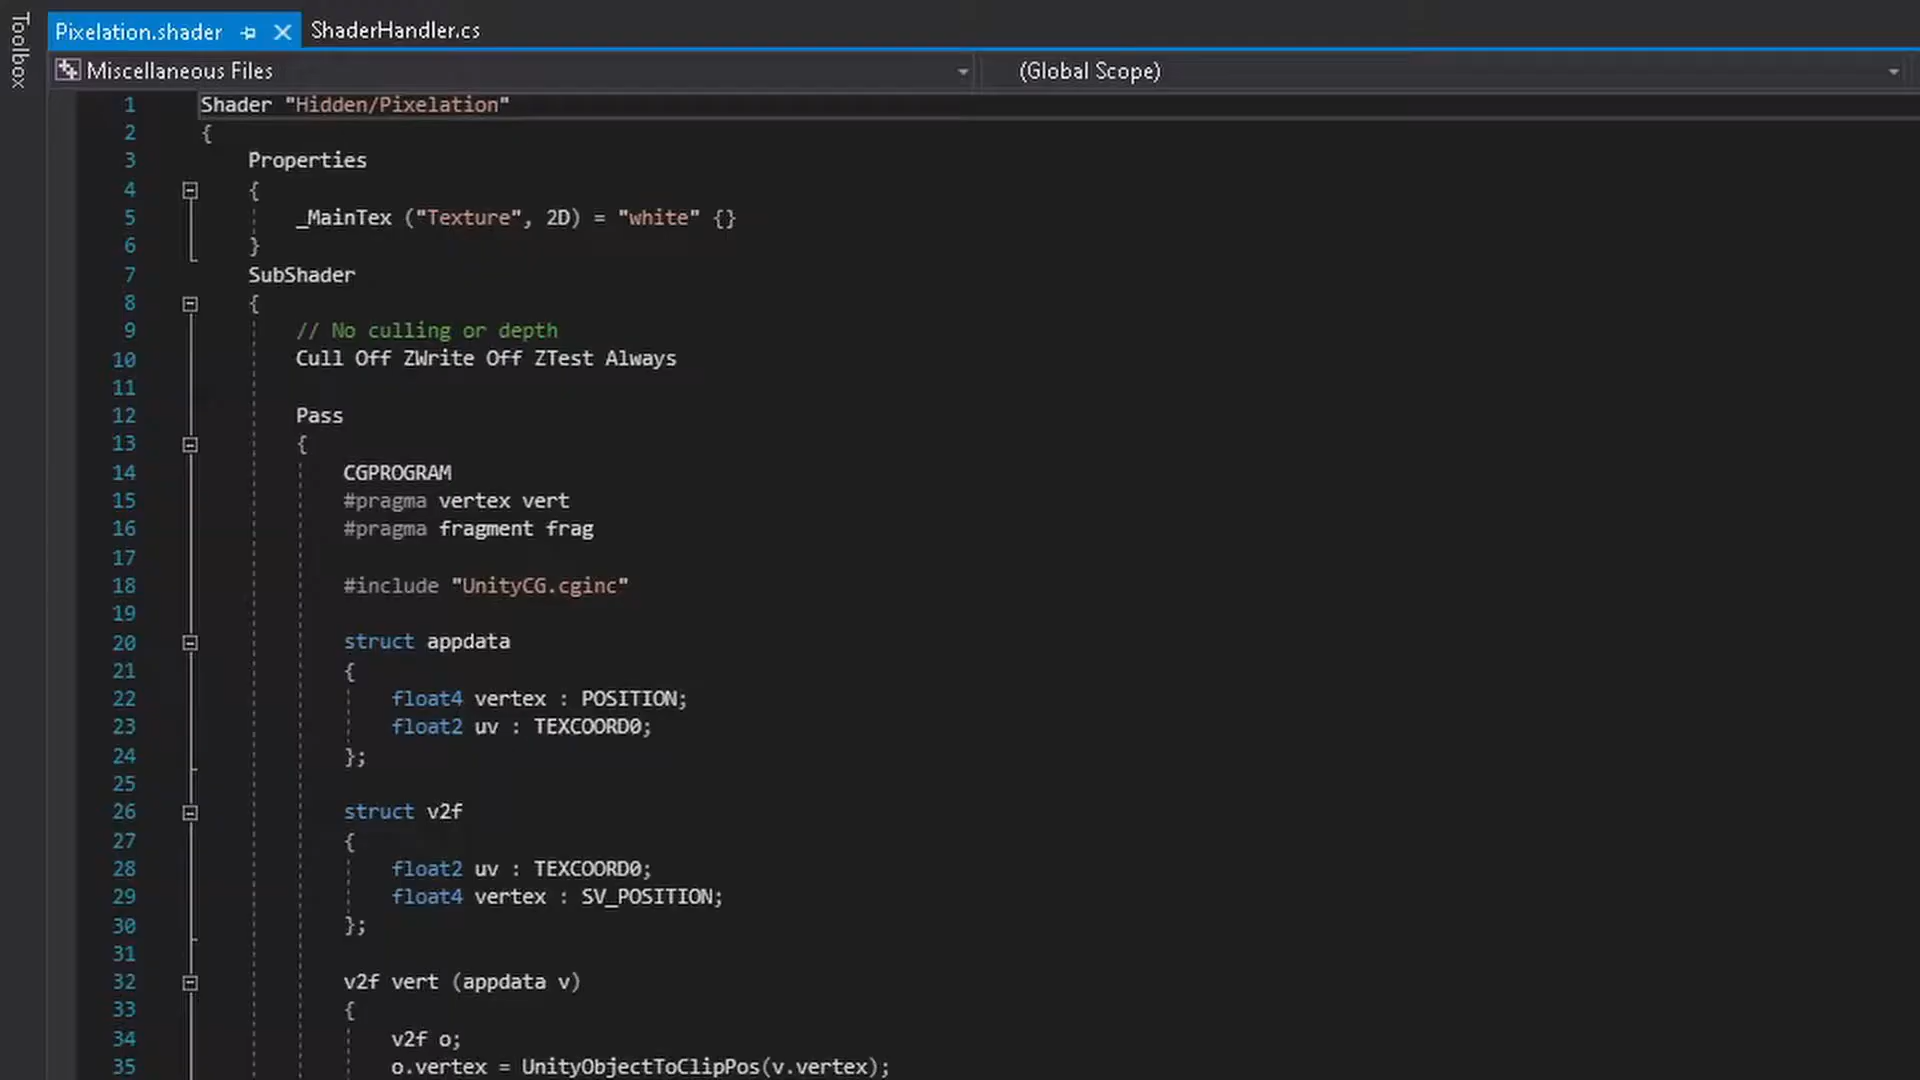 Toolbox
Pixelation.shader
ShaderHandler.cs
Miscellaneous Files
(Global Scope)
1 Shader "Hidden/Pixelation"
2 {
3 Properties
4 {
5 _MainTex ("Texture", 2D) = "white" {}
6 }
7 SubShader
8 {
9 // No culling or depth
10 Cull Off ZWrite Off ZTest Always
11
12 Pass
13 {
14 CGPROGRAM
15 #pragma vertex vert
16 #pragma fragment frag
17
18 #include "UnityCG.cginc"
19
20 struct appdata
21 {
22 float4 vertex : POSITION;
23 float2 uv : TEXCOORD0;
24 };
25
26 struct v2f
27 {
28 float2 uv : TEXCOORD0;
29 float4 vertex : SV_POSITION;
30 };
31
32 v2f vert (appdata v)
33 {
34 v2f o;
35 o.vertex = UnityObjectToClipPos(v.vertex);